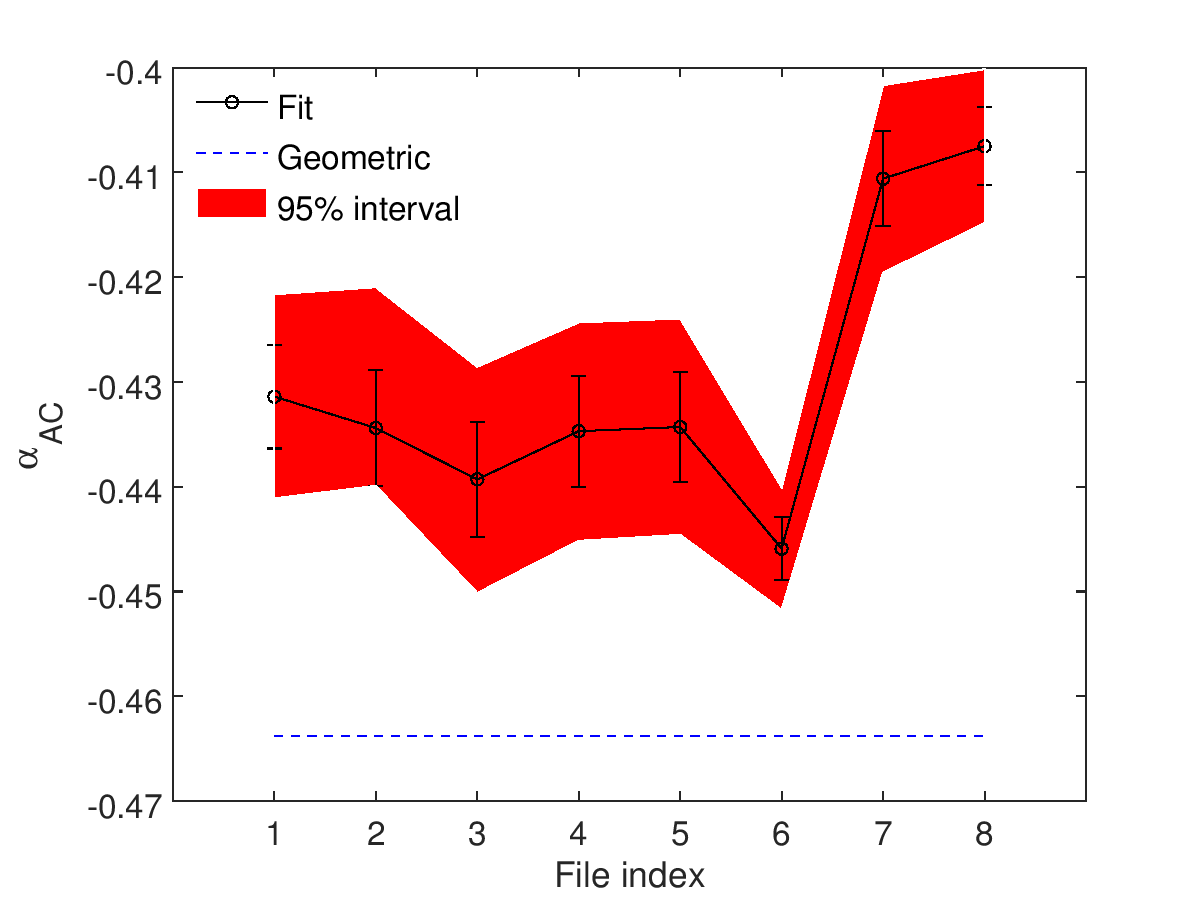 -0.4
-0.41
-0.42
-0.43
-0.44
-0.45
-0.46
-0.47
α AC
Fit
Geometric
95% interval
1 2 3 4 5 6 7 8
File index